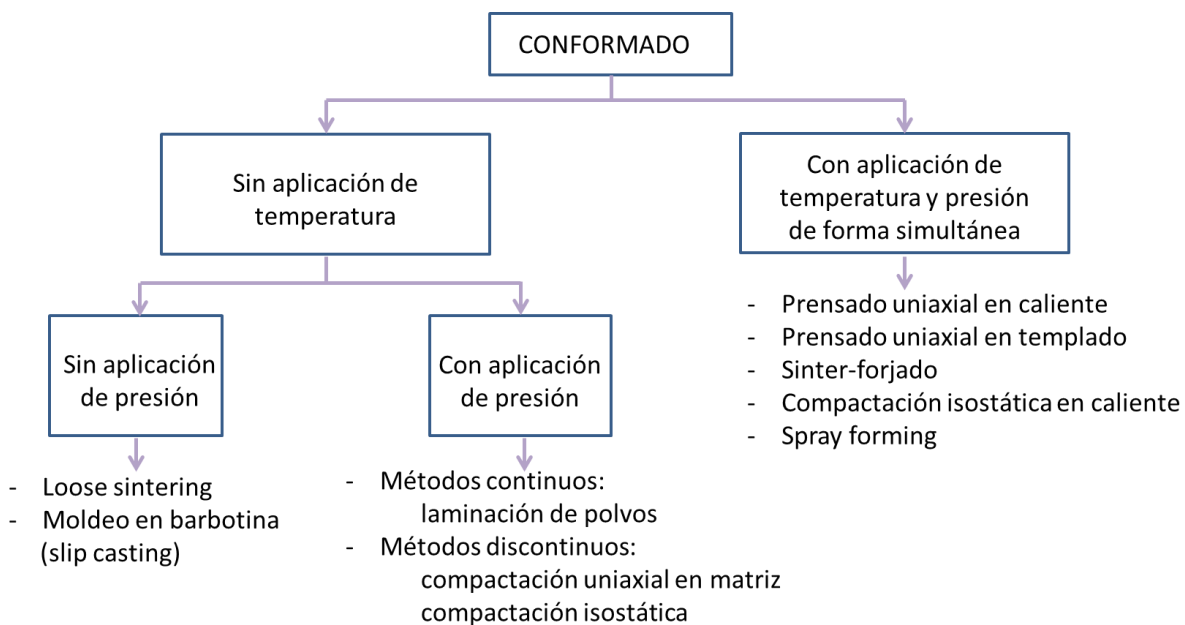 CONFORMADO
Sin aplicación de
temperatura
Con aplicación de
temperatura y presión
de forma simultánea
Sin aplicación
de presión
Con aplicación
de presión
- Prensado uniaxial en caliente
- Prensado uniaxial en templado
- Sinter-forjado
- Compactación isostática en caliente
- Spray forming
- Loose sintering
- Moldeo en barbotina
(slip casting)
- Métodos continuos:
laminación de polvos
- Métodos discontinuos:
compactación uniaxial en matriz
compactación isostática